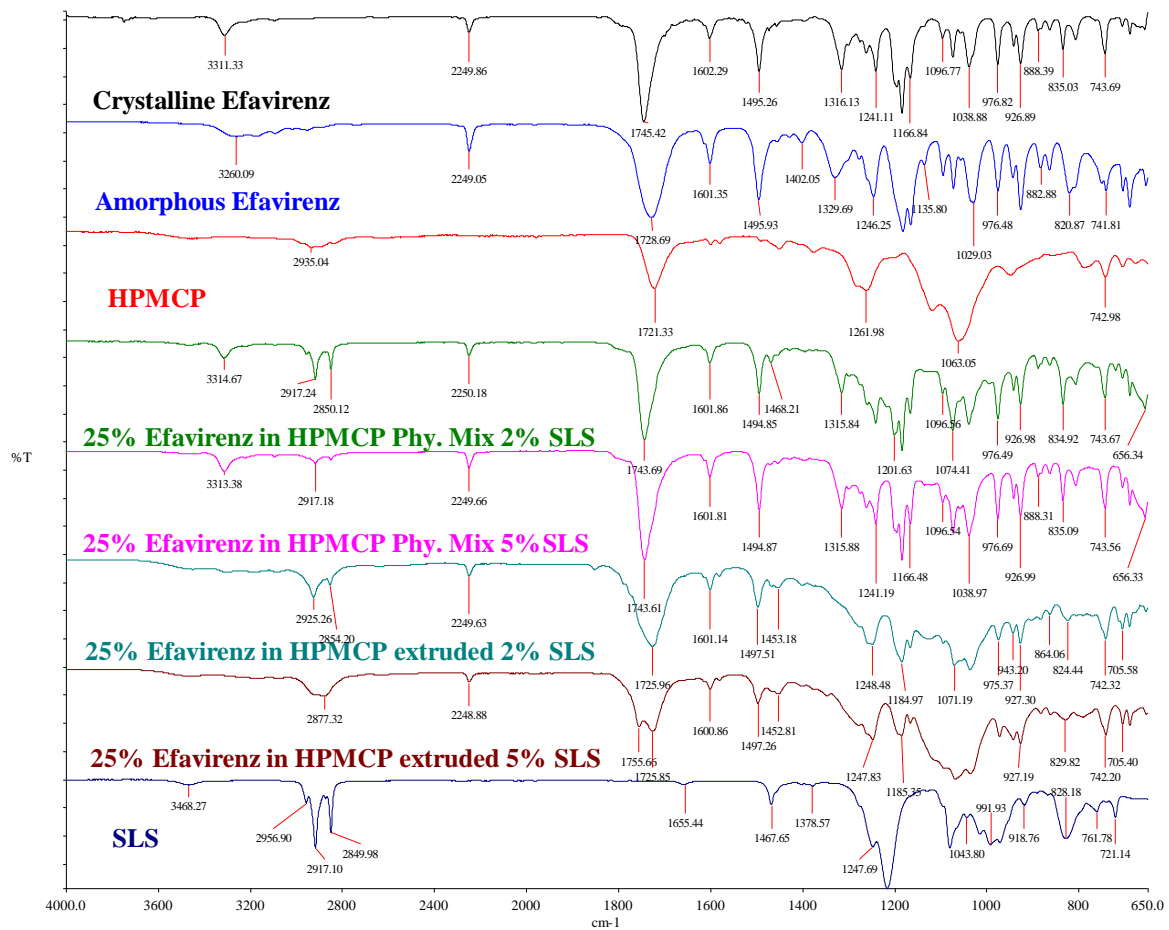 3311.33 2249.86 1745.42 1602.29 1495.26 1316.13 1241.11 1166.84 1096.77 1038.88 976.82 926.89 888.39 835.03 743.69
Crystalline Efavirenz
3260.09 2249.05 1728.69 1601.35 1495.93 1402.05 1329.69 1246.25 1135.80 1029.03 976.48 882.88 820.87 741.81
Amorphous Efavirenz
2935.04 1721.33 1261.98 1063.05 742.98
HPMCP
3314.67 2917.24 2850.12 2250.18 1743.69 1601.86 1494.85 1468.21 1315.84 1201.63 1096.56 1074.41 976.49 926.98 834.92 743.67 656.34
25% Efavirenz in HPMCP Phy. Mix 2% SLS
%T
3313.38 2917.18 2249.66 1743.61 1601.81 1494.87 1315.88 1241.19 1166.48 1096.54 1038.97 976.69 926.99 888.31 835.09 743.56 656.33
25% Efavirenz in HPMCP Phy. Mix 5%SLS
2925.26 2854.20 2249.63 1725.96 1601.14 1497.51 1453.18 1248.48 1184.97 1071.19 975.37 943.20 927.30 864.06 824.44 742.32 705.58
25% Efavirenz in HPMCP extruded 2% SLS
2877.32 2248.88 1755.66 1725.85 1600.86 1497.26 1452.81 1247.83 1185.35 927.19 829.82 742.20 705.40
25% Efavirenz in HPMCP extruded 5% SLS
3468.27 2956.90 2917.10 2849.98 1655.44 1467.65 1378.57 1247.69 1043.80 991.93 918.76 828.18 761.78 721.14
SLS
4000.0 3600 3200 2800 2400 2000 1800 1600 1400 1200 1000 800 650.0
cm-1